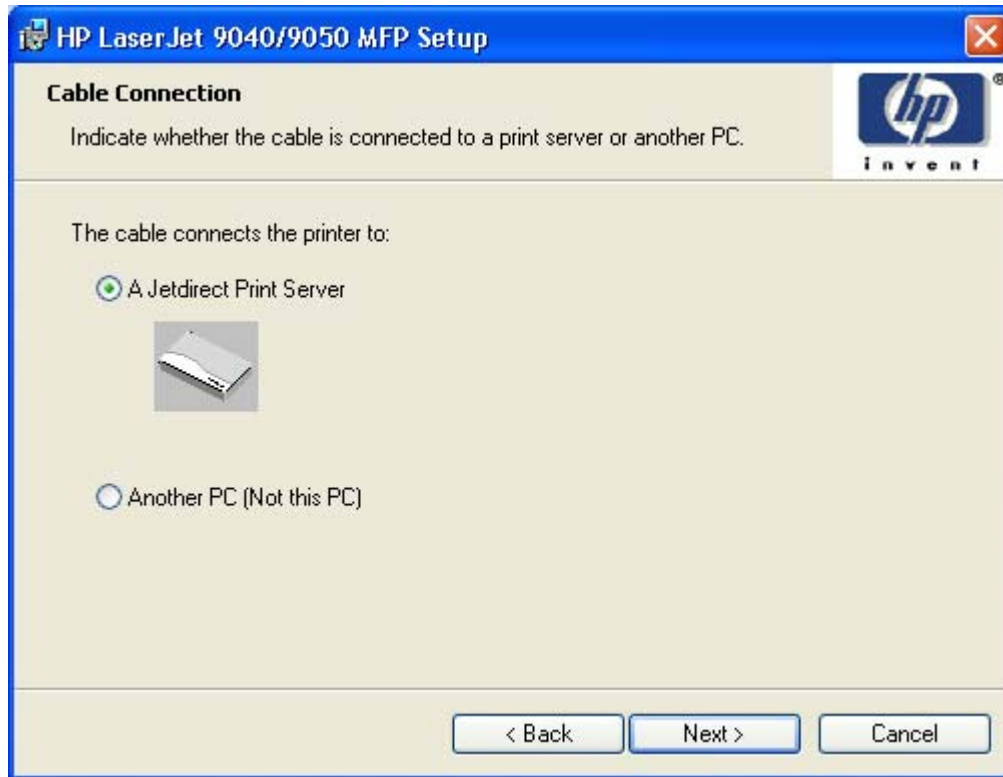 HP LaserJet 9040/9050 MFP Setup
Cable Connection
Indicate whether the cable is connected to a print server or another PC.
hp
®
invent
The cable connects the printer to:
A Jetdirect Print Server
Another PC (Not this PC)
< Back
Next >
Cancel